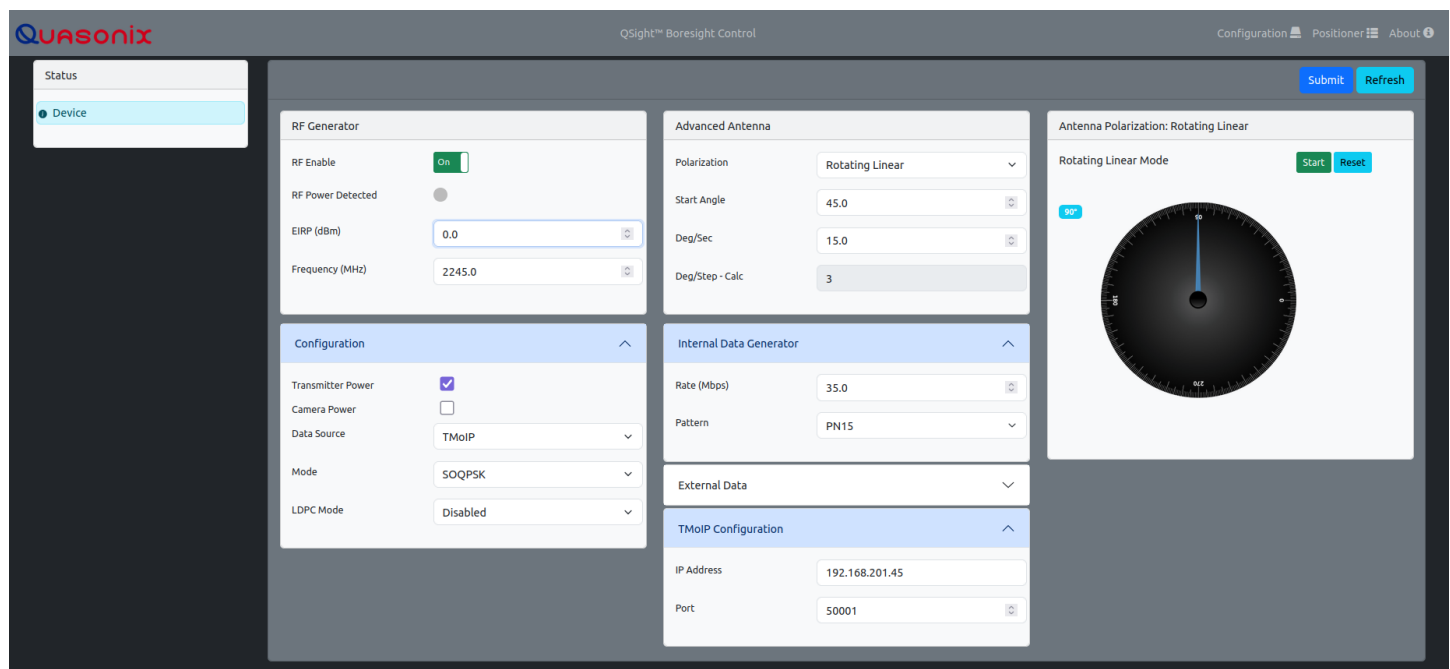 Quasonix
QSight™ Boresight Control
Configuration Positioner About
Status
Device
Submit Refresh
RF Generator
RF Enable On
RF Power Detected
EIRP (dBm) 0.0
Frequency (MHz) 2245.0
Configuration
Transmitter Power
Camera Power
Data Source TMoIP
Mode SOQPSK
LDPC Mode Disabled
Advanced Antenna
Polarization Rotating Linear
Start Angle 45.0
Deg/Sec 15.0
Deg/Step - Calc 3
Internal Data Generator
Rate (Mbps) 35.0
Pattern PN15
External Data
TMoIP Configuration
IP Address 192.168.201.45
Port 50001
Antenna Polarization: Rotating Linear
Rotating Linear Mode Start Reset
90°
90
180 0
270